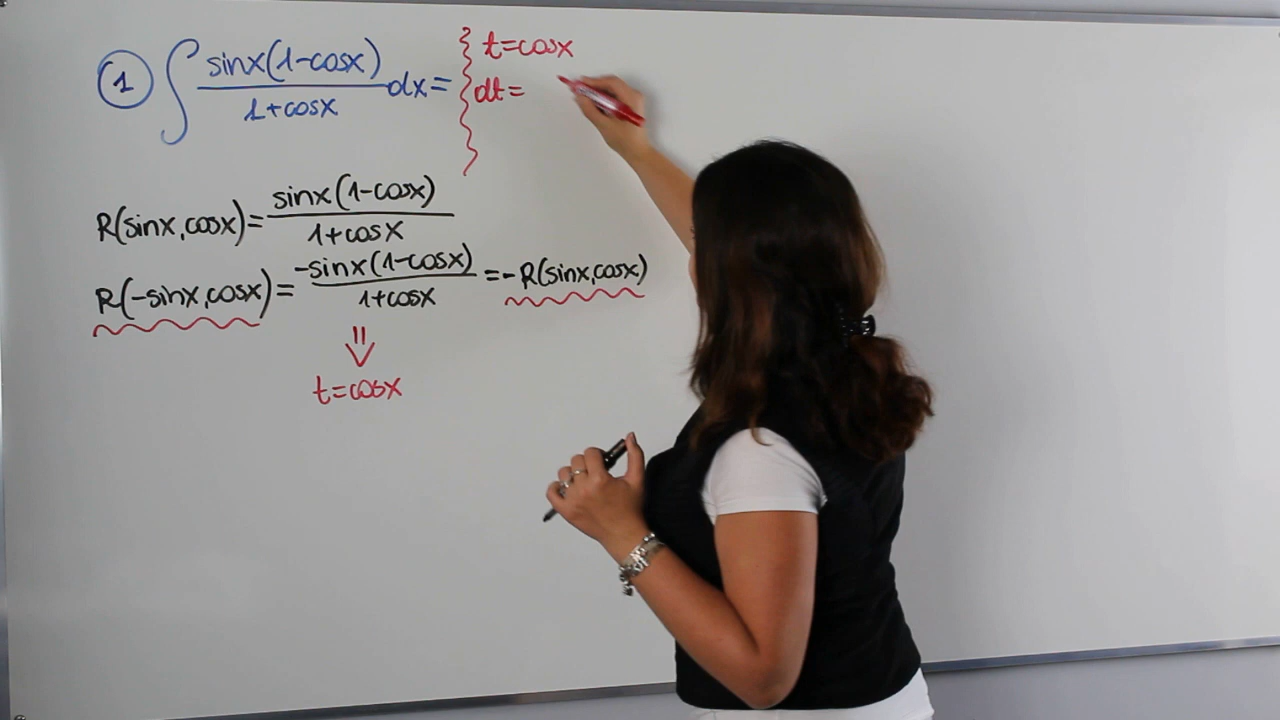 1 ∫ sinx(1-cosx) / 1+cosx dx = { t=cosx
dt=
R(sinx,cosx) = sinx(1-cosx) / 1+cosx
R(-sinx,cosx) = -sinx(1-cosx) / 1+cosx = -R(sinx,cosx)
⇓
t=cosx